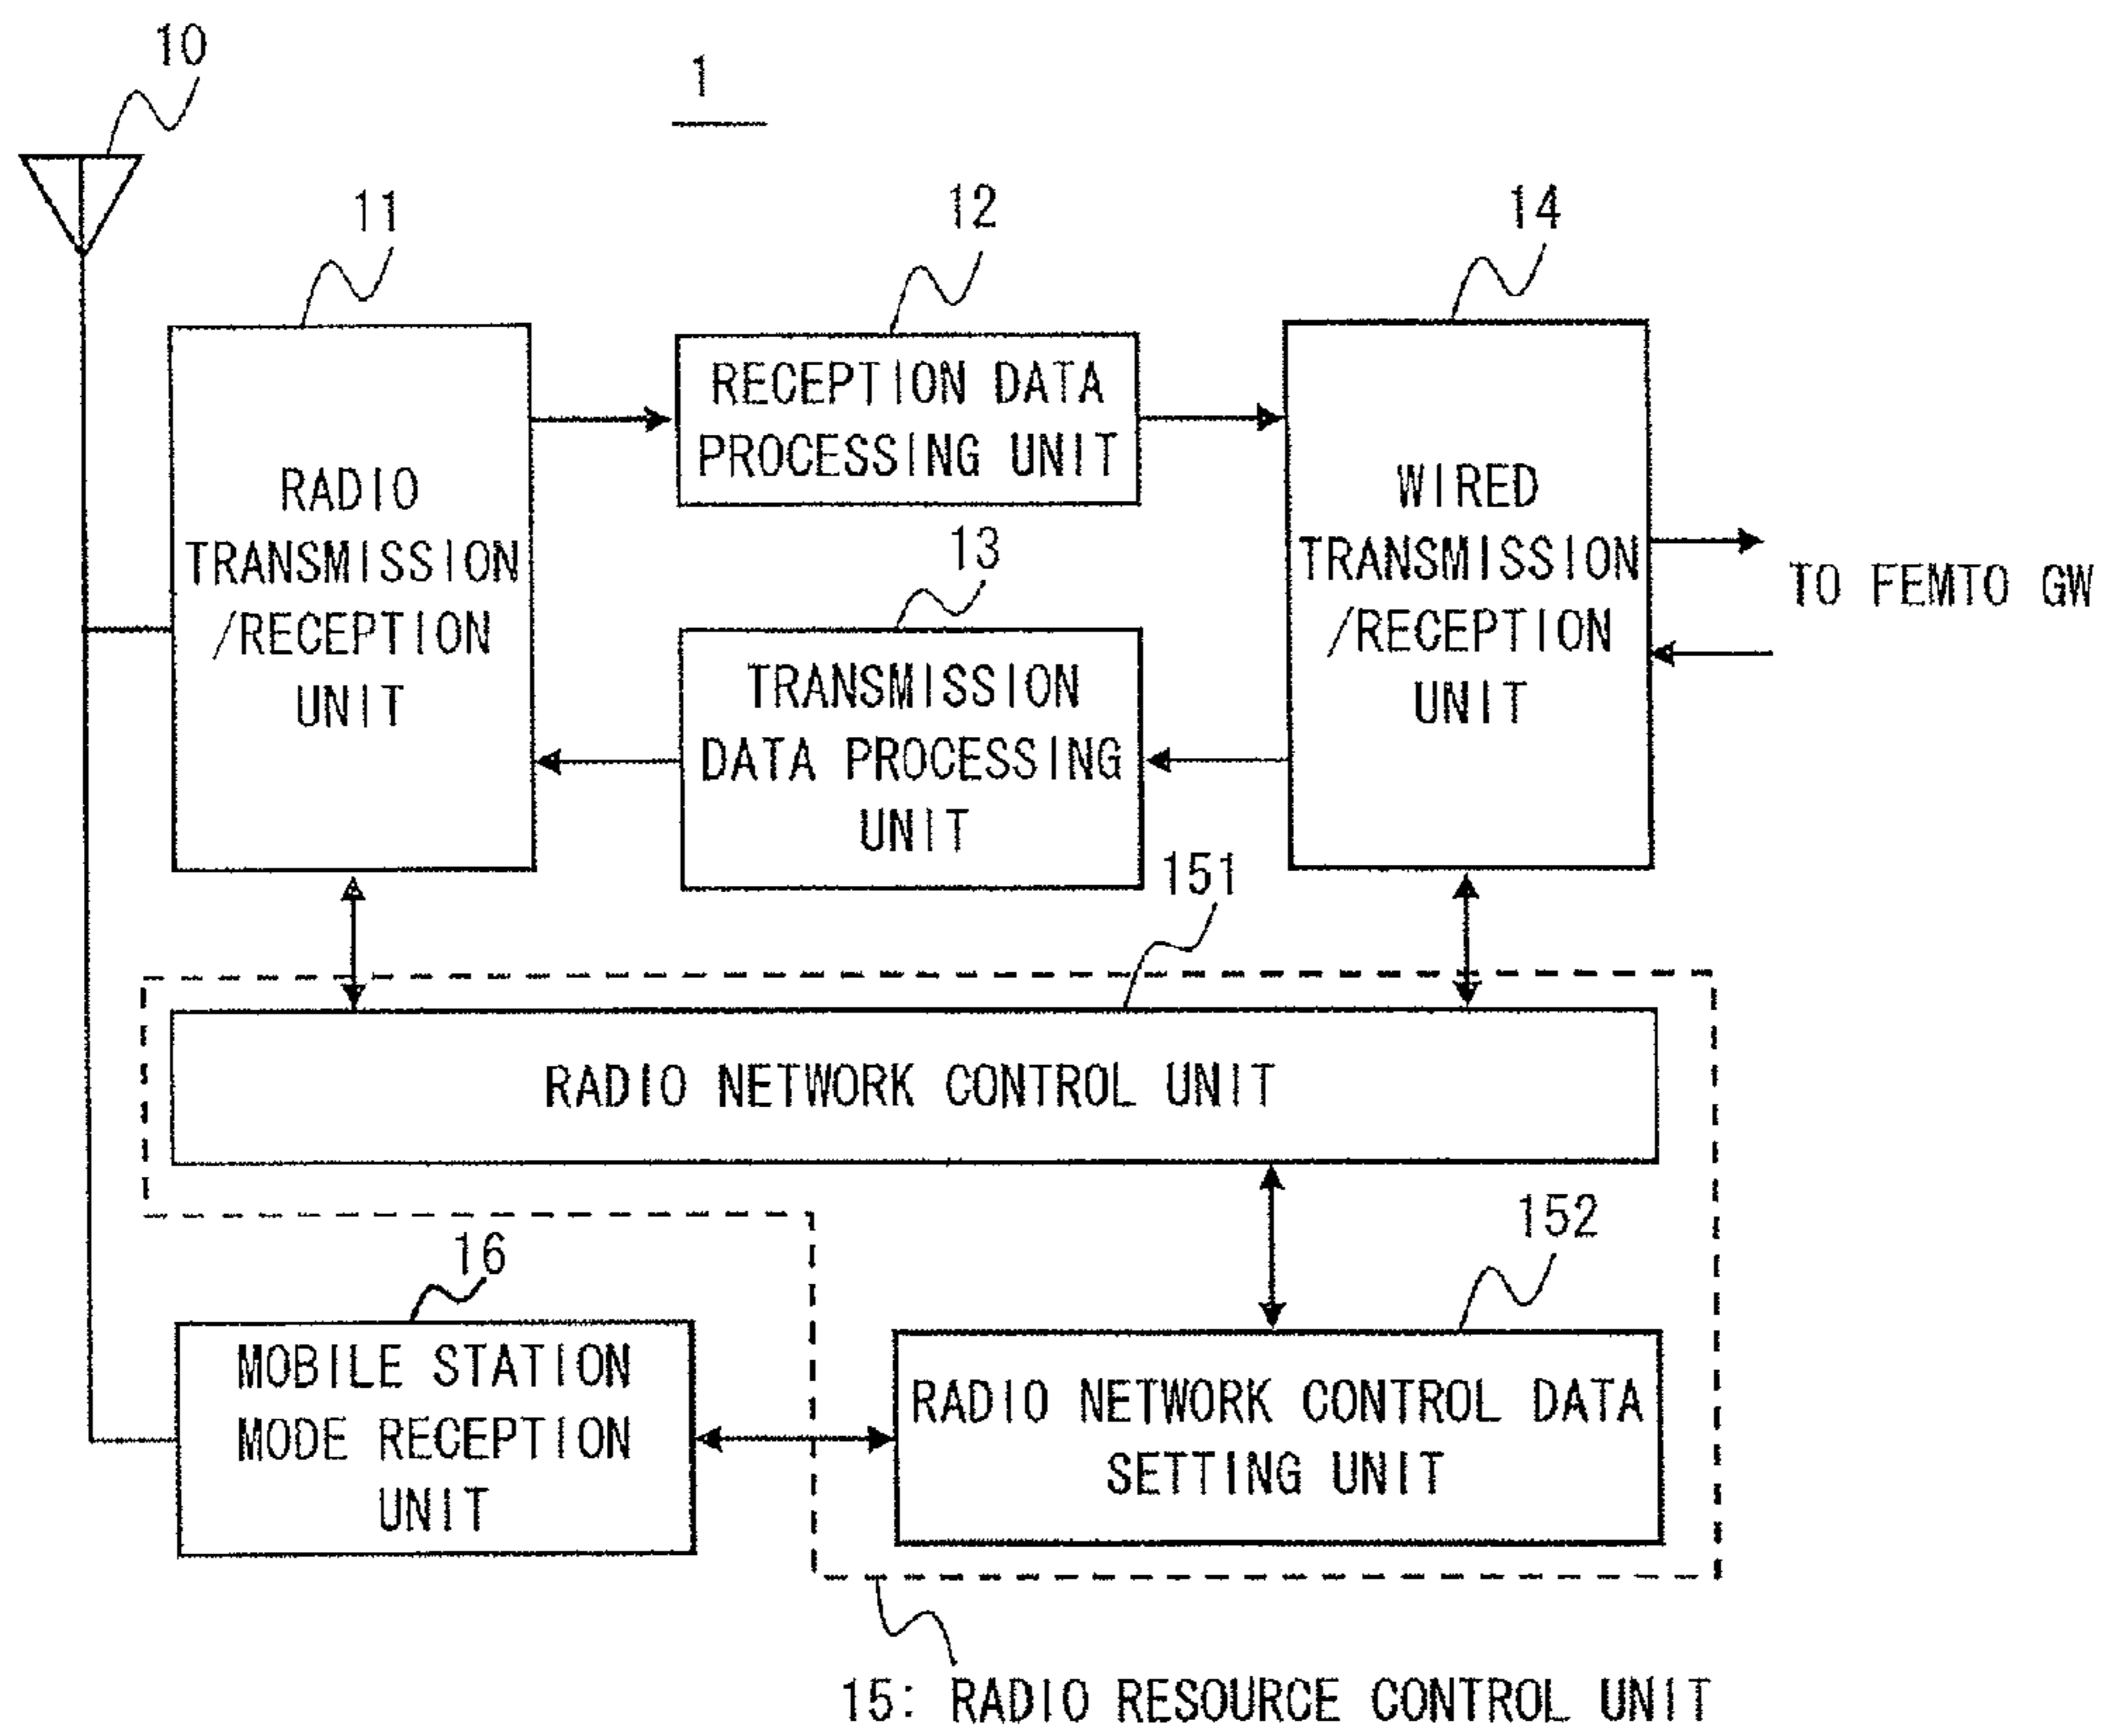 10
1
11
12
14
RECEPTION DATA
PROCESSING UNIT
RADIO
TRANSMISSION
/RECEPTION
UNIT
WIRED
TRANSMISSION
/RECEPTION
UNIT
13
TO FEMTO GW
TRANSMISSION
DATA PROCESSING
UNIT
151
RADIO NETWORK CONTROL UNIT
152
16
MOBILE STATION
MODE RECEPTION
UNIT
RADIO NETWORK CONTROL DATA
SETTING UNIT
15: RADIO RESOURCE CONTROL UNIT